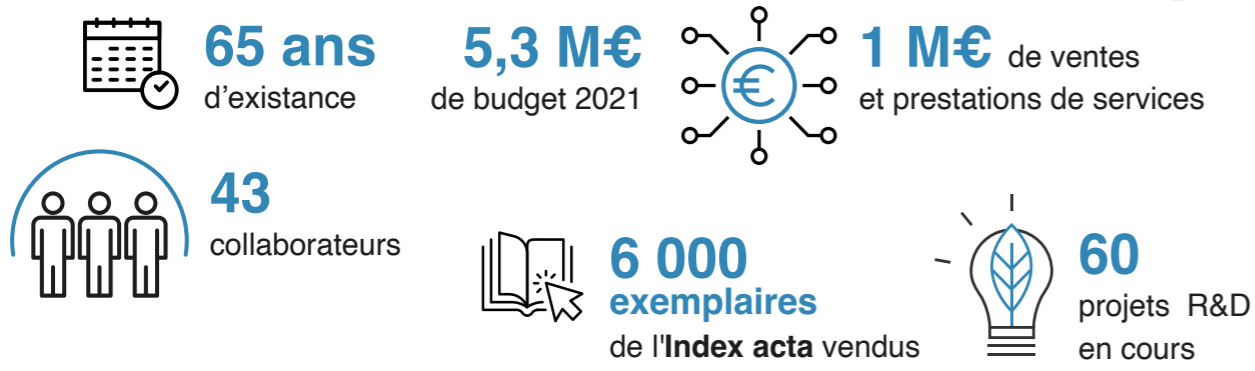 65 ans
d'existance
5,3 M€
de budget 2021
€
1 M€ de ventes
et prestations de services
43
collaborateurs
6 000
exemplaires
de l'Index acta vendus
60
projets R&D
en cours